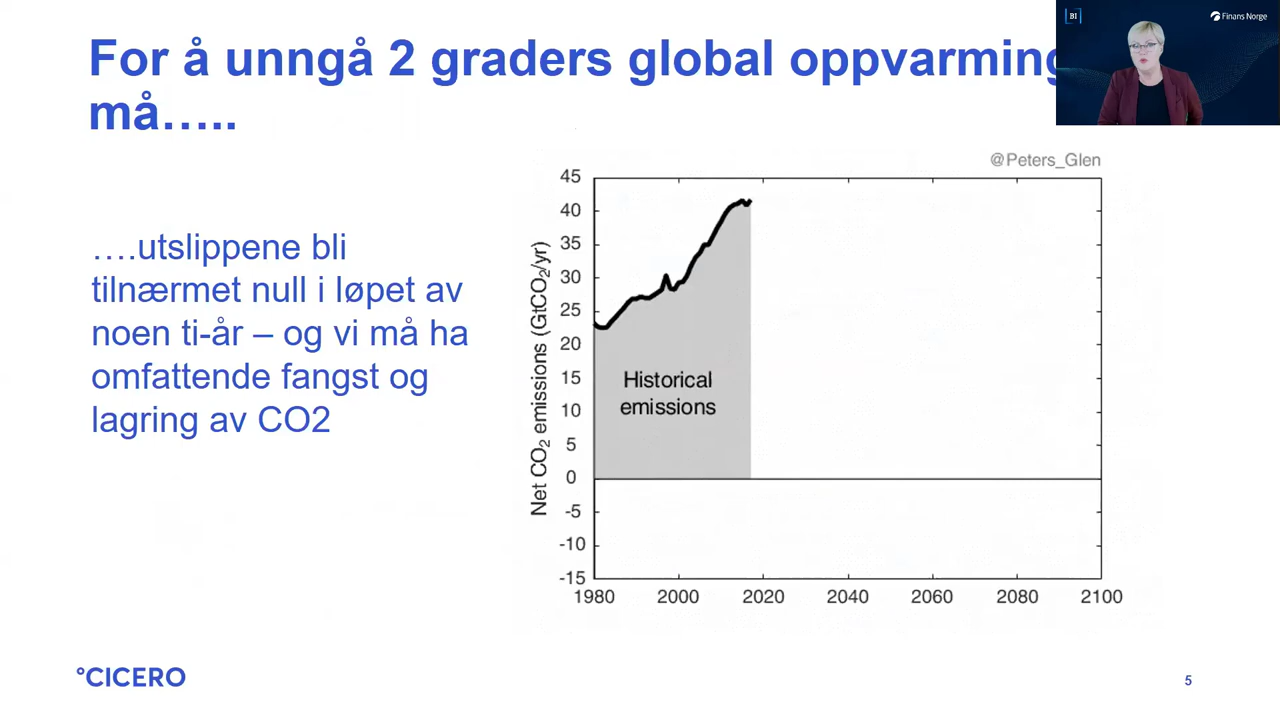 For å unngå 2 graders global oppvarming
må…..
BI
Finans Norge
….utslippene bli
tilnærmet null i løpet av
noen ti-år – og vi må ha
omfattende fangst og
lagring av CO2
@Peters_Glen
Net CO₂ emissions (GtCO₂/yr)
45
40
35
30
25
20
15
10
5
0
-5
-10
-15
Historical
emissions
1980 2000 2020 2040 2060 2080 2100
°CICERO
5